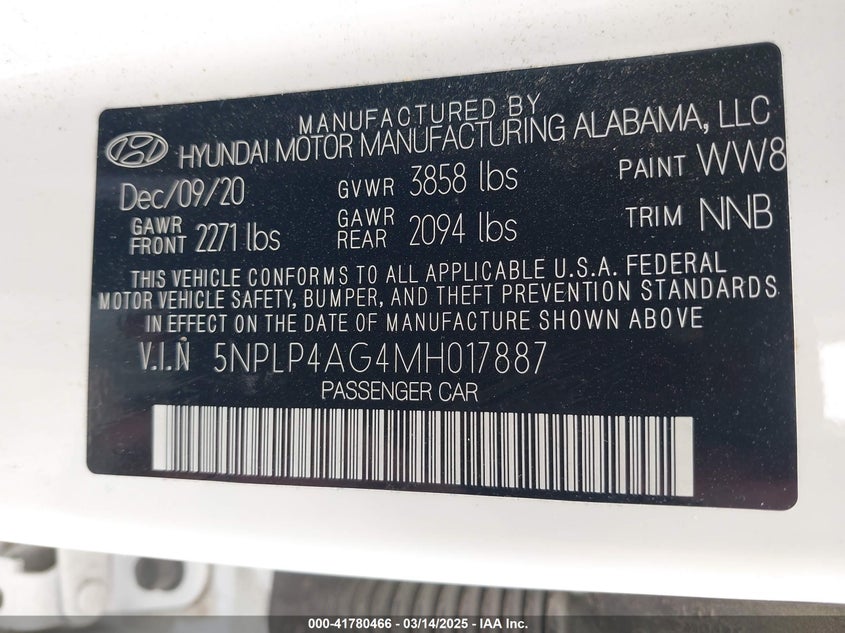 MANUFACTURED BY
HYUNDAI MOTOR MANUFACTURING ALABAMA, LLC
Dec/09/20 GVWR 3858 lbs PAINT WW8
GAWR FRONT 2271 lbs GAWR REAR 2094 lbs TRIM NNB
THIS VEHICLE CONFORMS TO ALL APPLICABLE U.S.A. FEDERAL
MOTOR VEHICLE SAFETY, BUMPER, AND THEFT PREVENTION STANDARDS
IN EFFECT ON THE DATE OF MANUFACTURE SHOWN ABOVE
V.I.N 5NPLP4AG4MH017887
PASSENGER CAR
000-41780466 - 03/14/2025 - IAA Inc.